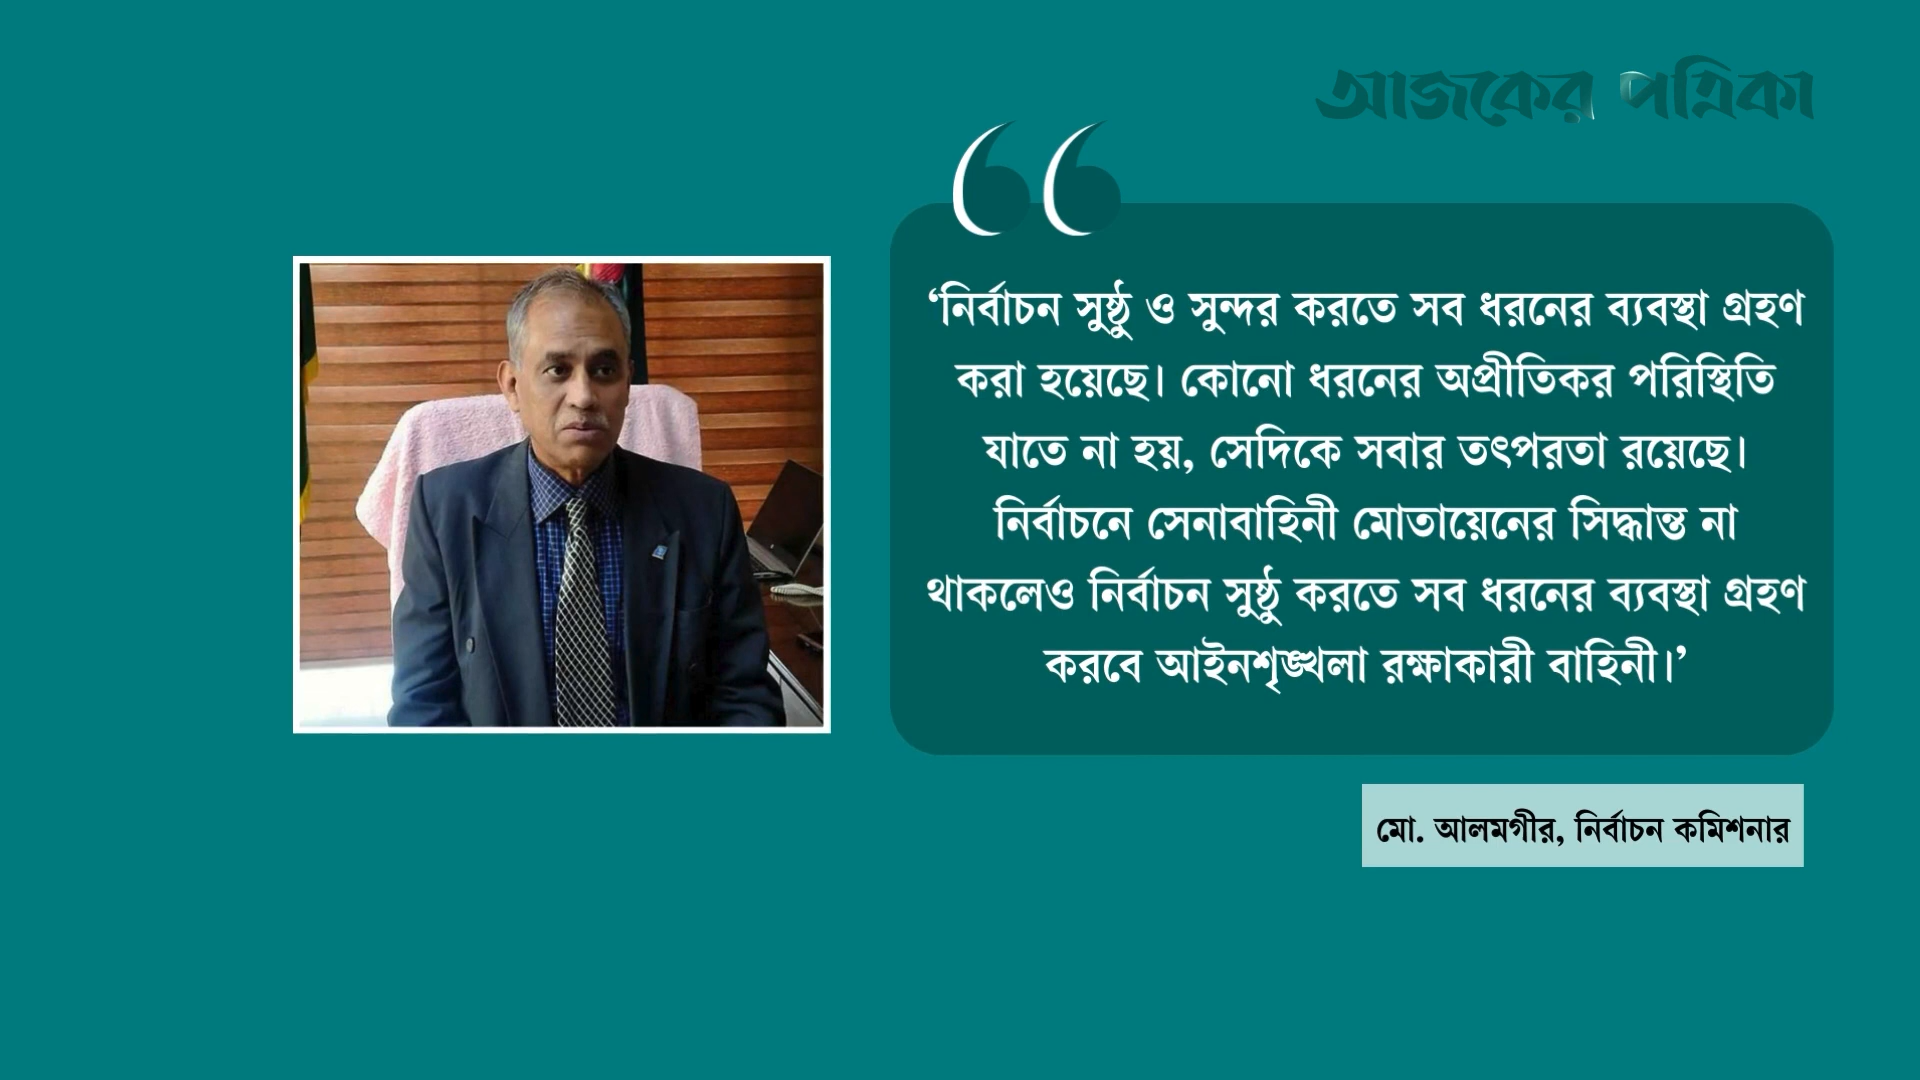 আজকের পত্রিকা
‘নির্বাচন সুষ্ঠু ও সুন্দর করতে সব ধরনের ব্যবস্থা গ্রহণ
করা হয়েছে। কোনো ধরনের অপ্রীতিকর পরিস্থিতি
যাতে না হয়, সেদিকে সবার তৎপরতা রয়েছে।
নির্বাচনে সেনাবাহিনী মোতায়েনের সিদ্ধান্ত না
থাকলেও নির্বাচন সুষ্ঠু করতে সব ধরনের ব্যবস্থা গ্রহণ
করবে আইনশৃঙ্খলা রক্ষাকারী বাহিনী।’
মো. আলমগীর, নির্বাচন কমিশনার